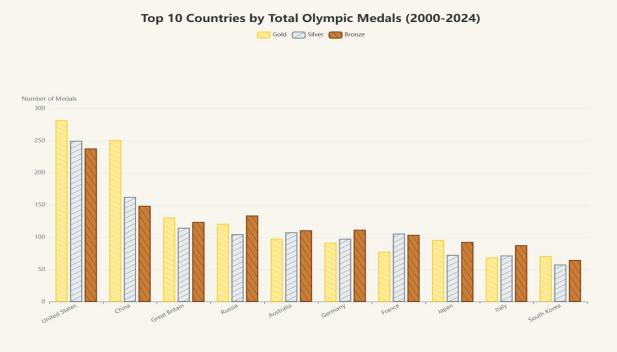 Top 10 Countries by Total Olympic Medals (2000-2024)
Gold Silver Bronze
Number of Medals
300
250
200
150
100
50
0
United States China Great Britain Russia Australia Germany France Japan Italy South Korea